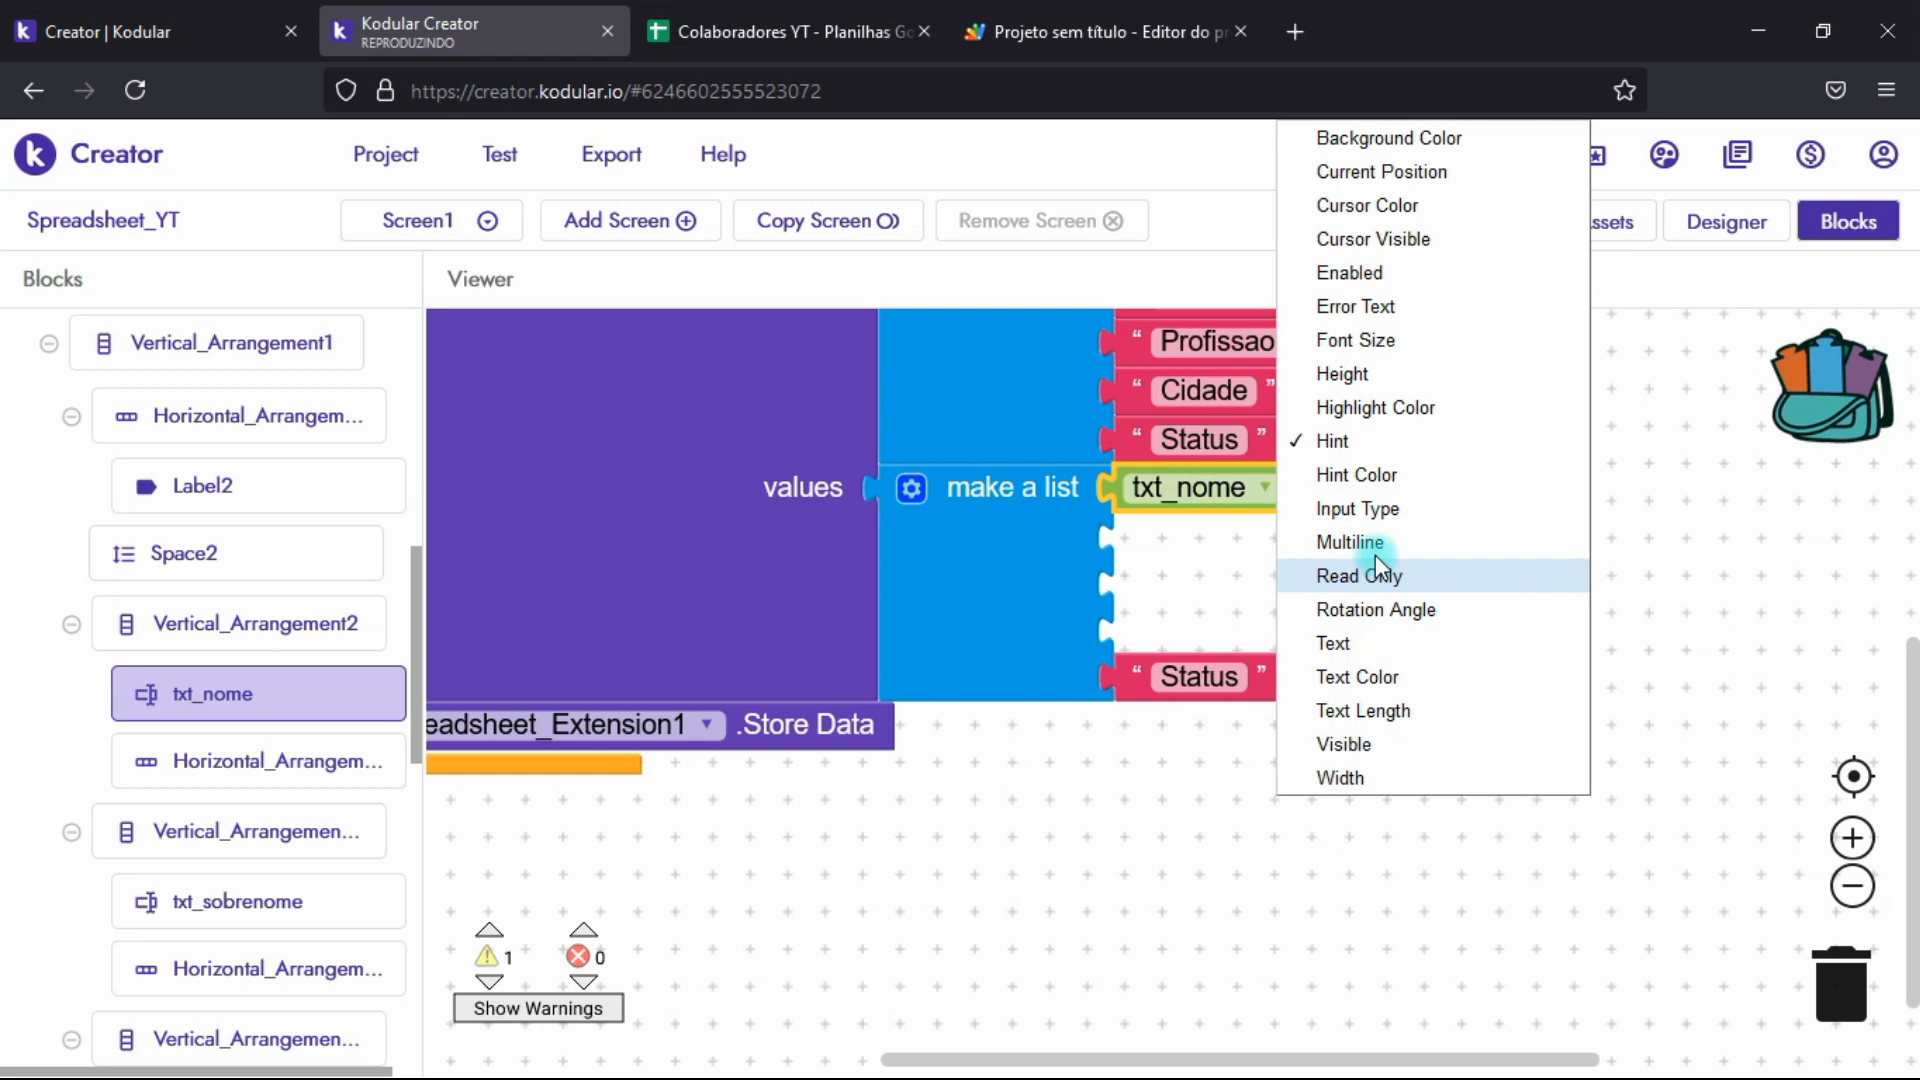 Creator | Kodular
Kodular Creator
REPRODUZINDO
Colaboradores YT - Planilhas Go
Projeto sem título - Editor do pr
https://creator.kodular.io/#6246602555523072
Creator
Project
Test
Export
Help
Spreadsheet_YT
Screen1
Add Screen
Copy Screen
Remove Screen
ssets
Designer
Blocks
Blocks
Viewer
Vertical_Arrangement1
Horizontal_Arrangem...
Label2
Space2
Vertical_Arrangement2
txt_nome
Horizontal_Arrangem...
Vertical_Arrangemen...
txt_sobrenome
Horizontal_Arrangem...
Vertical_Arrangemen...
“ Profissao
“ Cidade ”
“ Status ”
values
make a list
txt_nome
“ Status ”
eadsheet_Extension1
.Store Data
Background Color
Current Position
Cursor Color
Cursor Visible
Enabled
Error Text
Font Size
Height
Highlight Color
✓ Hint
Hint Color
Input Type
Multiline
Read Only
Rotation Angle
Text
Text Color
Text Length
Visible
Width
1
0
Show Warnings